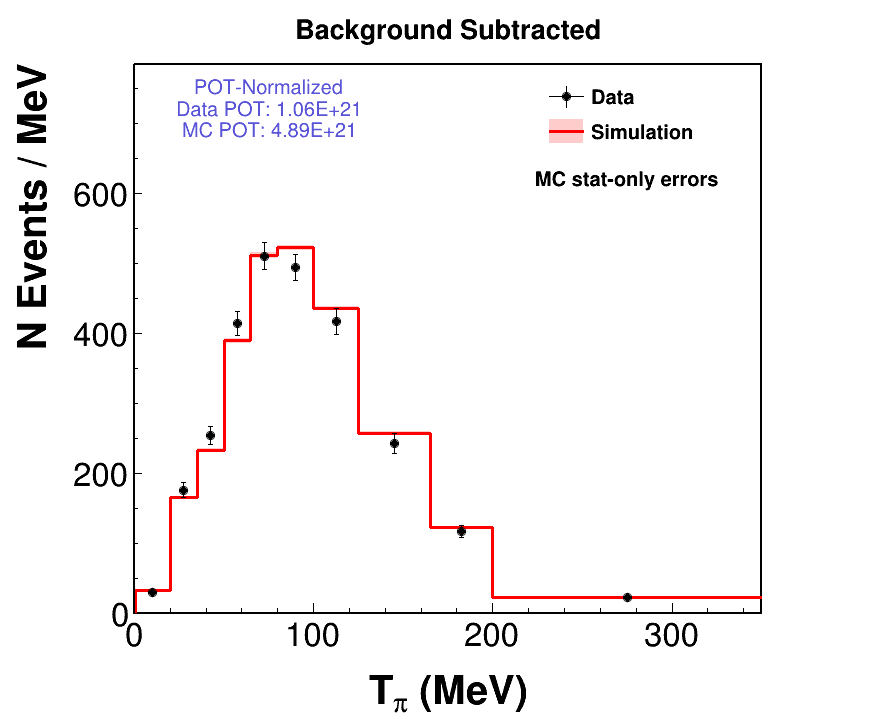 Background Subtracted
POT-Normalized
Data POT: 1.06E+21
MC POT: 4.89E+21
Data
Simulation
MC stat-only errors
N Events / MeV
600
400
200
0
0 100 200 300
Tπ (MeV)